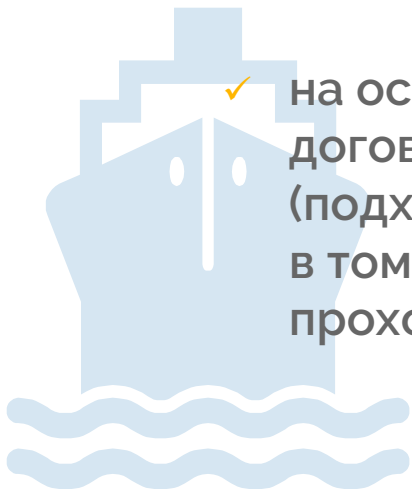 на ос
догов
(подх
в том
прохо